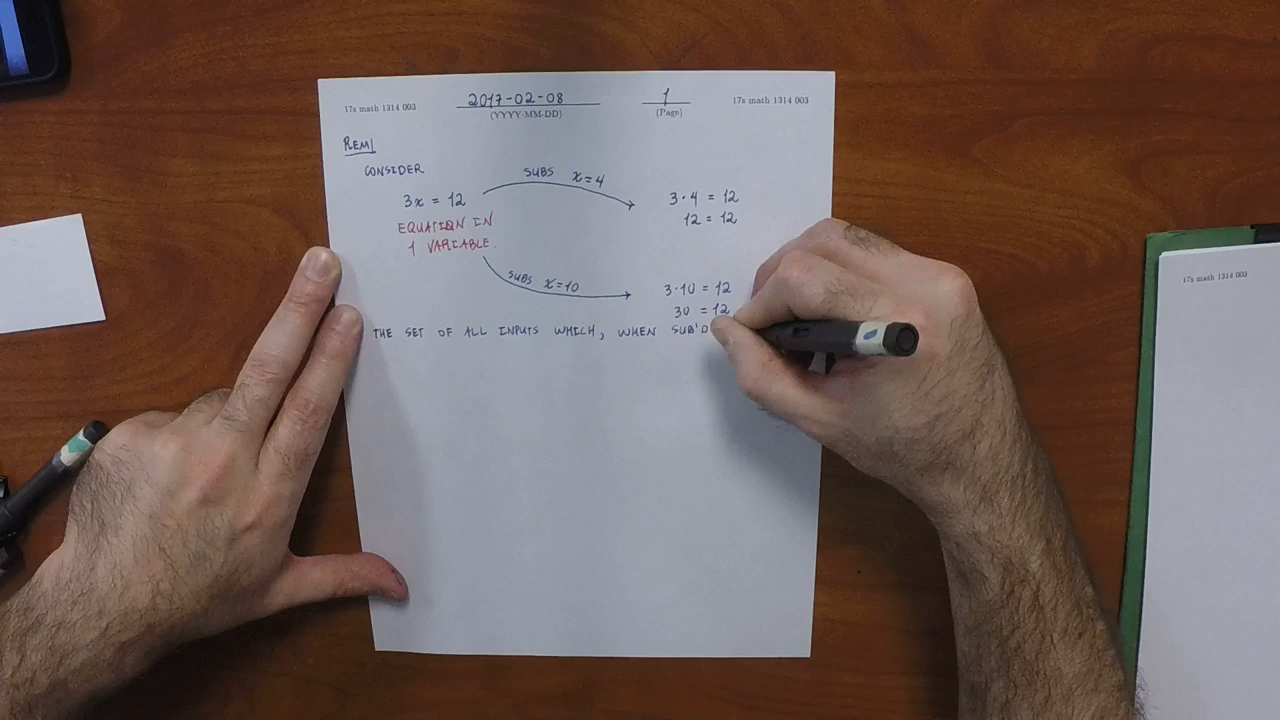 17s math 1314 003 2017-02-08 1 17s math 1314 003
(YYYY-MM-DD) (Page)
REM|
CONSIDER
SUBS x=4
3x = 12 3·4 = 12
EQUATION IN 12 = 12
1 VARIABLE.
SUBS x=10 3·10 = 12
30 = 12
THE SET OF ALL INPUTS WHICH, WHEN SUB'D
17s math 1314 003